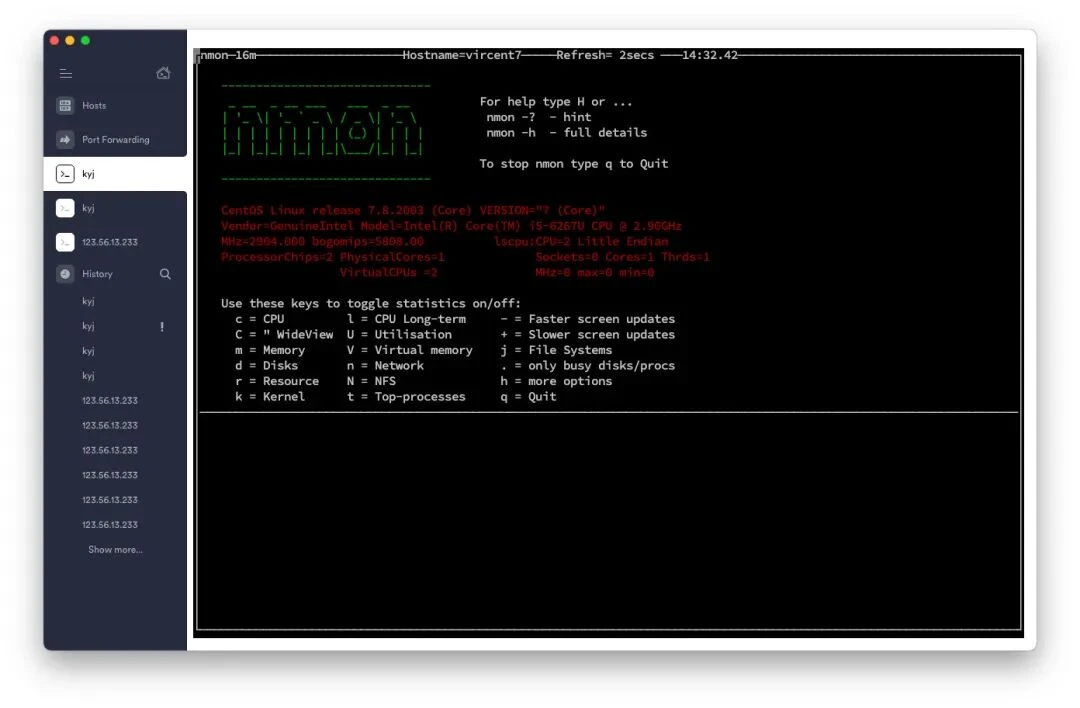 Hosts
Port Forwarding
kyj
kyj
123.56.13.233
History
kyj
kyj !
kyj
kyj
123.56.13.233
123.56.13.233
123.56.13.233
123.56.13.233
123.56.13.233
123.56.13.233
Show more...
nmon─16m Hostname=vircent7 Refresh= 2secs 14:32.42
nmon
For help type H or ...
nmon -? - hint
nmon -h - full details
To stop nmon type q to Quit
CentOS Linux release 7.8.2003 (Core) VERSION="7 (Core)"
Vendor=GenuineIntel Model=Intel(R) Core(TM) i5-6267U CPU @ 2.90GHz
MHz=2904.000 bogomips=5808.00 lscpu:CPU=2 Little Endian
ProcessorChips=2 PhysicalCores=1 Sockets=0 Cores=1 Thrds=1
VirtualCPUs =2 MHz=0 max=0 min=0
Use these keys to toggle statistics on/off:
c = CPU l = CPU Long-term - = Faster screen updates
C = " WideView U = Utilisation + = Slower screen updates
m = Memory V = Virtual memory j = File Systems
d = Disks n = Network . = only busy disks/procs
r = Resource N = NFS h = more options
k = Kernel t = Top-processes q = Quit